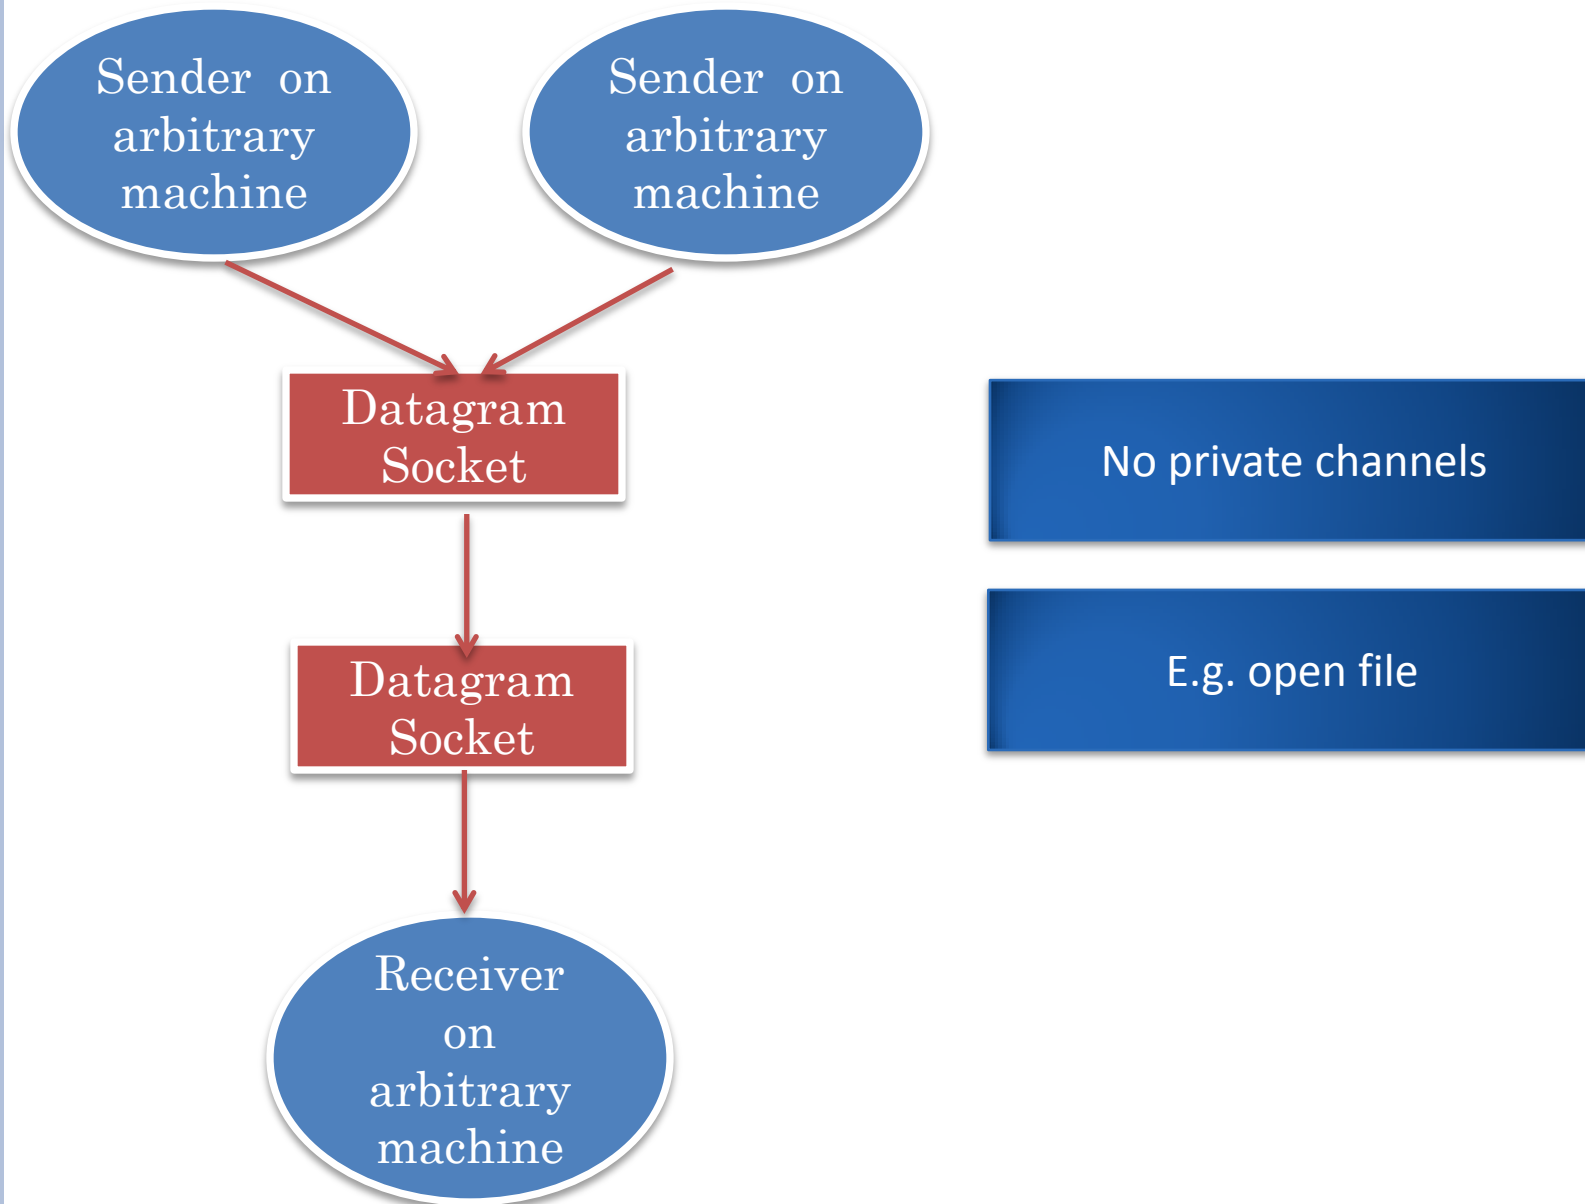 Sender on
arbitrary
machine
Sender on
arbitrary
machine
Datagram
Socket
No private channels
Datagram
Socket
E.g. open file
Receiver
on
arbitrary
machine